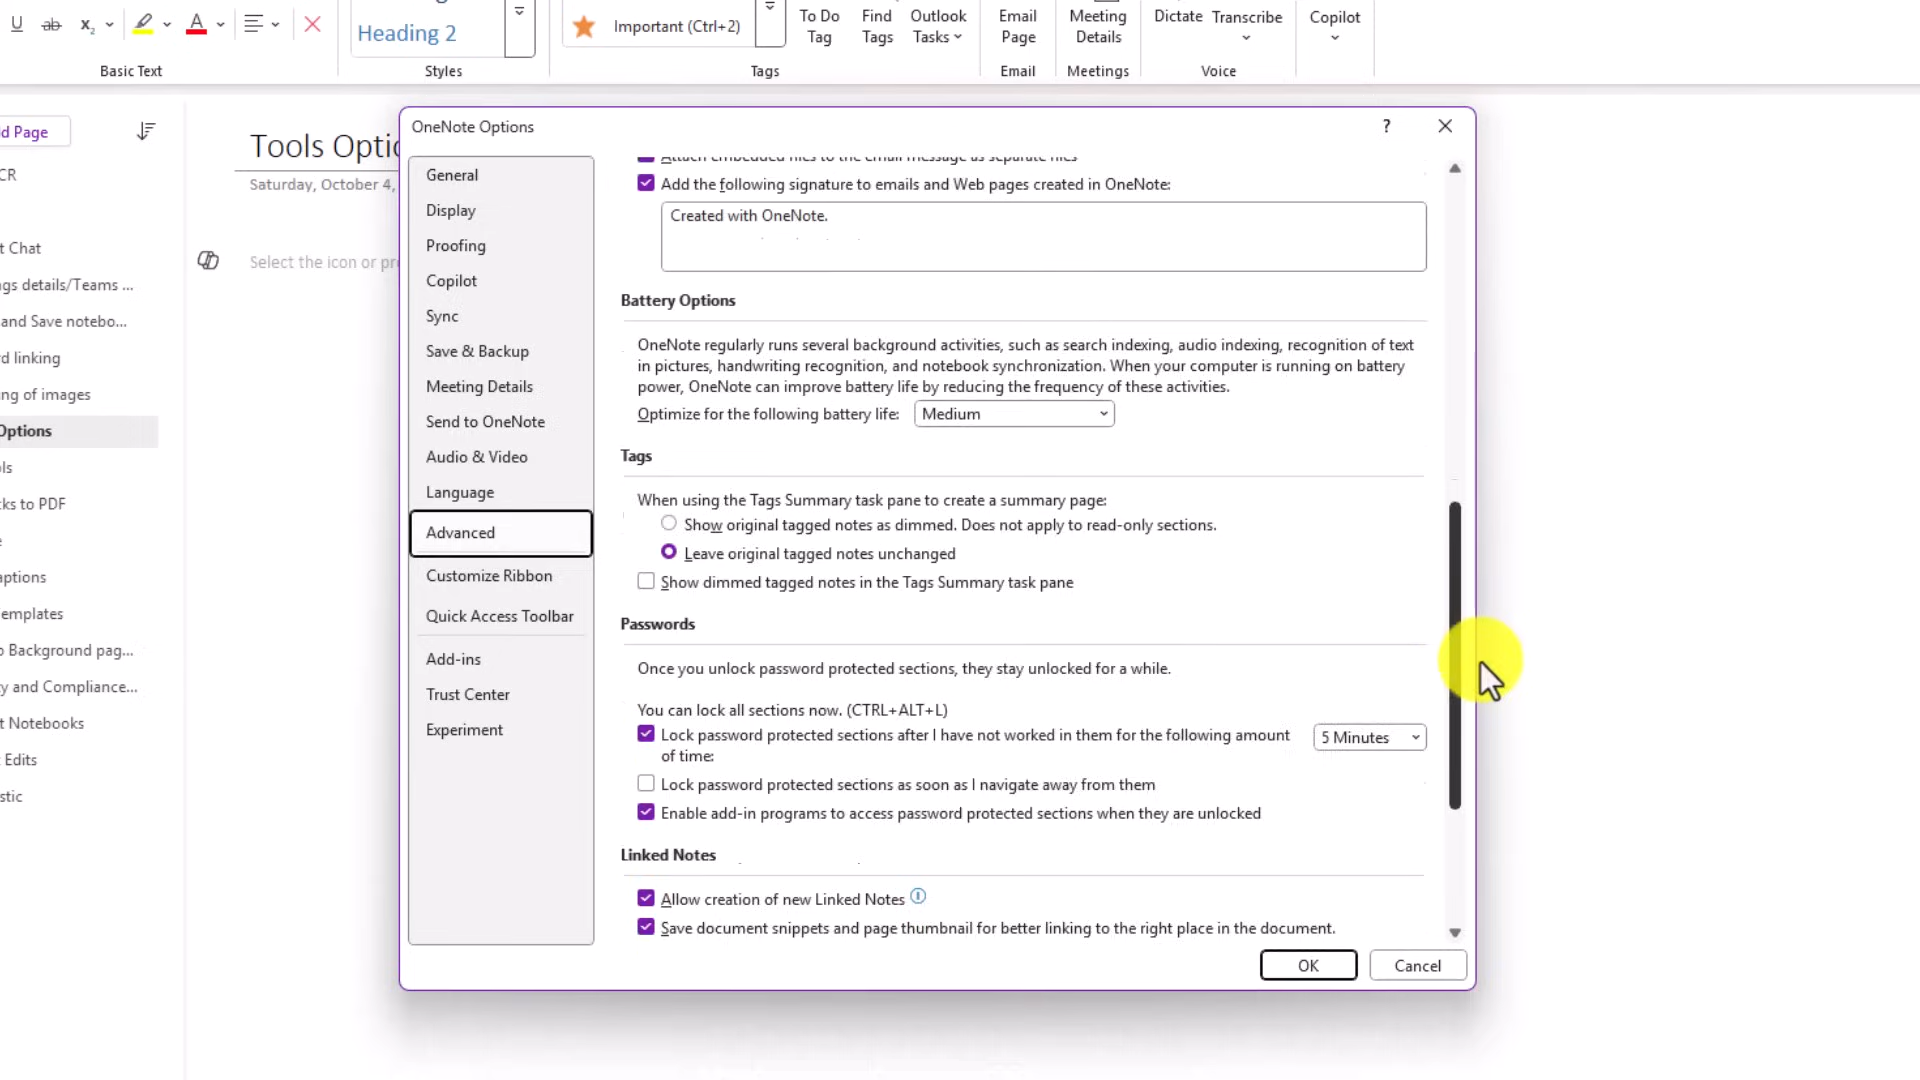 Heading 2
Important (Ctrl+2)
To Do
Tag
Find
Tags
Outlook
Tasks
Email
Page
Meeting
Details
Dictate
Transcribe
Copilot
Basic Text
Styles
Tags
Email
Meetings
Voice
d Page
CR
t Chat
gs details/Teams ...
and Save notebo...
rd linking
ng of images
Options
ls
ks to PDF
e
aptions
emplates
o Background pag...
y and Compliance...
t Notebooks
Edits
stic
Tools Optio
Saturday, October 4,
Select the icon or pr
OneNote Options
?
General
Display
Proofing
Copilot
Sync
Save & Backup
Meeting Details
Send to OneNote
Audio & Video
Language
Advanced
Customize Ribbon
Quick Access Toolbar
Add-ins
Trust Center
Experiment
Attach embedded files to the email message as separate files
Add the following signature to emails and Web pages created in OneNote:
Created with OneNote.
Battery Options
OneNote regularly runs several background activities, such as search indexing, audio indexing, recognition of text
in pictures, handwriting recognition, and notebook synchronization. When your computer is running on battery
power, OneNote can improve battery life by reducing the frequency of these activities.
Optimize for the following battery life: Medium
Tags
When using the Tags Summary task pane to create a summary page:
Show original tagged notes as dimmed. Does not apply to read-only sections.
Leave original tagged notes unchanged
Show dimmed tagged notes in the Tags Summary task pane
Passwords
Once you unlock password protected sections, they stay unlocked for a while.
You can lock all sections now. (CTRL+ALT+L)
Lock password protected sections after I have not worked in them for the following amount
of time:
5 Minutes
Lock password protected sections as soon as I navigate away from them
Enable add-in programs to access password protected sections when they are unlocked
Linked Notes
Allow creation of new Linked Notes
Save document snippets and page thumbnail for better linking to the right place in the document.
OK
Cancel